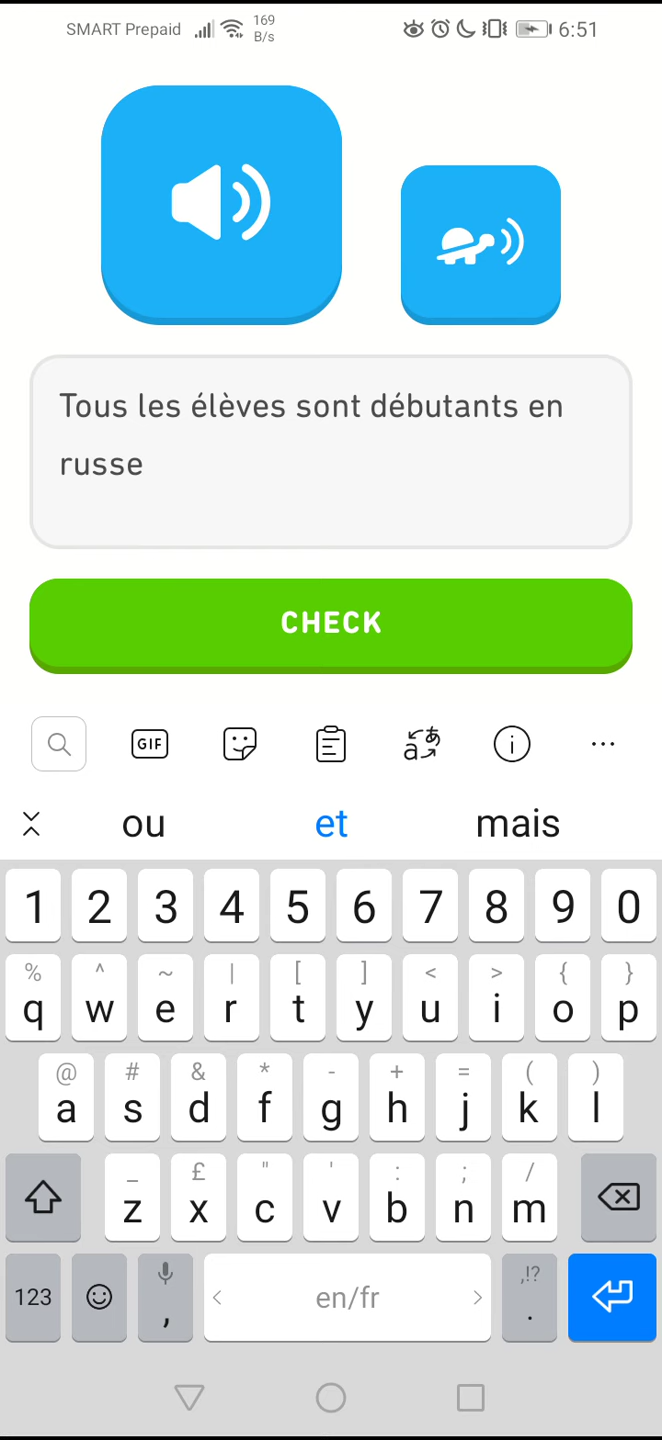 SMART Prepaid 169 B/s 6:51
Tous les élèves sont débutants en
russe
CHECK
GIF
ou et mais
1 2 3 4 5 6 7 8 9 0
% ^ ~ | [ ] < > { }
q w e r t y u i o p
@ # & * - + = ( )
a s d f g h j k l
_ £ " ' : ; /
z x c v b n m
123 , < en/fr > ,!? .